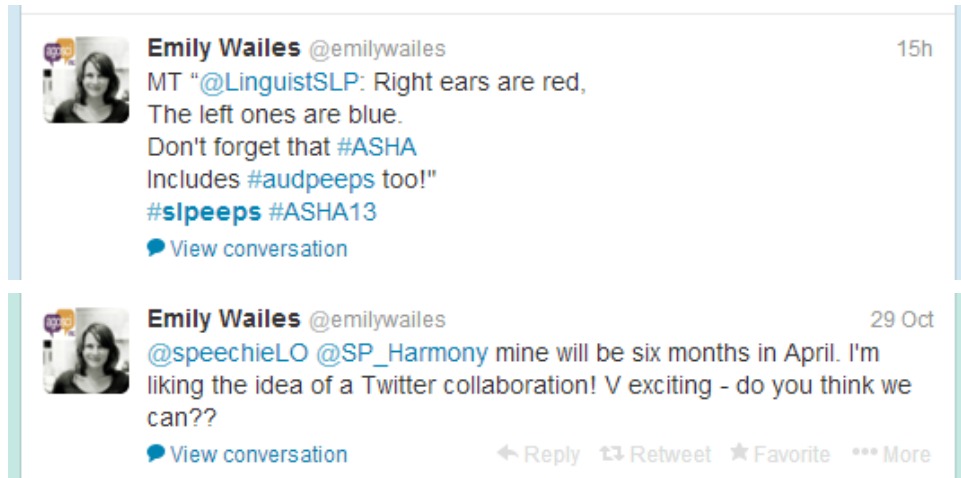 Emily Wailes @emilywailes 15h
MT “@LinguistSLP: Right ears are red,
The left ones are blue.
Don't forget that #ASHA
Includes #audpeeps too!"
#slpeeps #ASHA13
View conversation
Emily Wailes @emilywailes 29 Oct
@speechieLO @SP_Harmony mine will be six months in April. I'm
liking the idea of a Twitter collaboration! V exciting - do you think we
can??
View conversation Reply Retweet Favorite More